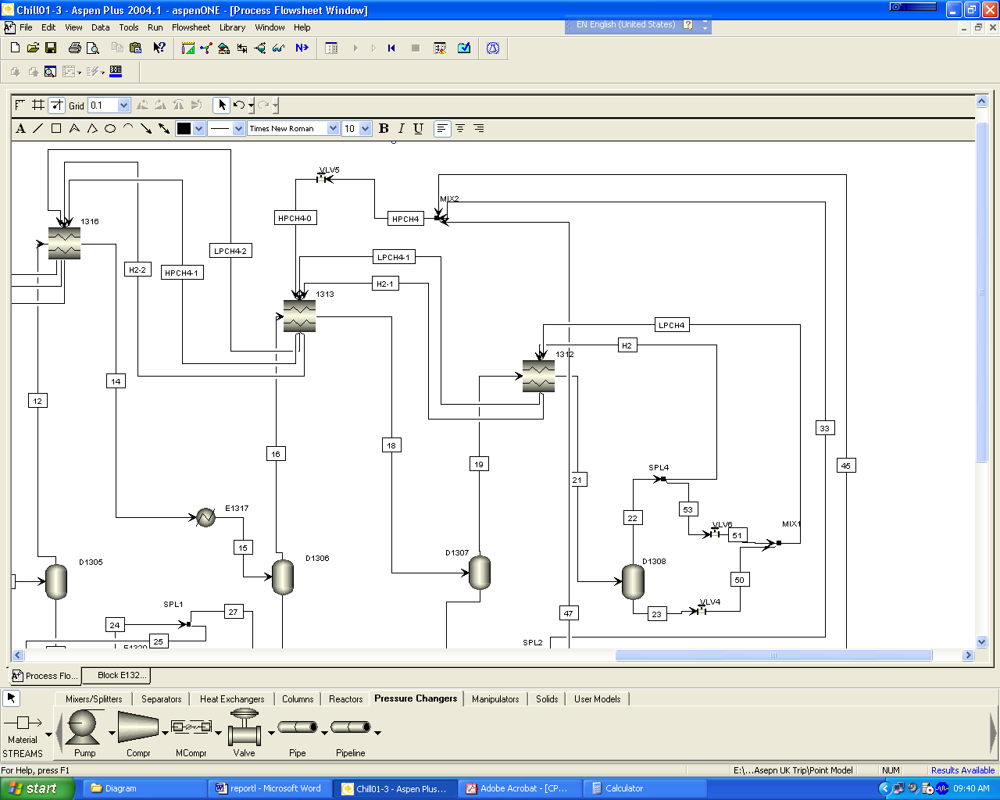 Chill01-3 - Aspen Plus 2004.1 - aspenONE - [Process Flowsheet Window]
File Edit View Data Tools Run Flowsheet Library Window Help
EN English (United States)
Grid 0.1
Times New Roman 10 B I U
VLV5
MIX2
1316
HPCH4-0
HPCH4
LPCH4-2
LPCH4-1
H2-2
HPCH4-1
H2-1
1313
LPCH4
H2
1312
14
12
33
18
16
19
45
SPL4
21
53
E1317
22
VLV6
51
MIX1
15
D1305
D1306
D1307
D1308
50
SPL1
27
VLV4
47
23
24
25
SPL2
E1320
Process Flo...
Block E132...
Mixers/Splitters Separators Heat Exchangers Columns Reactors Pressure Changers Manipulators Solids User Models
Material
STREAMS
Pump Compr MCompr Valve Pipe Pipeline
For Help, press F1
E:\...Asepn UK Trip\Point Model NUM Results Available
start Diagram reportl - Microsoft Word Chill01-3 - Aspen Plus... Adobe Acrobat - [CP... Calculator 09:40 AM